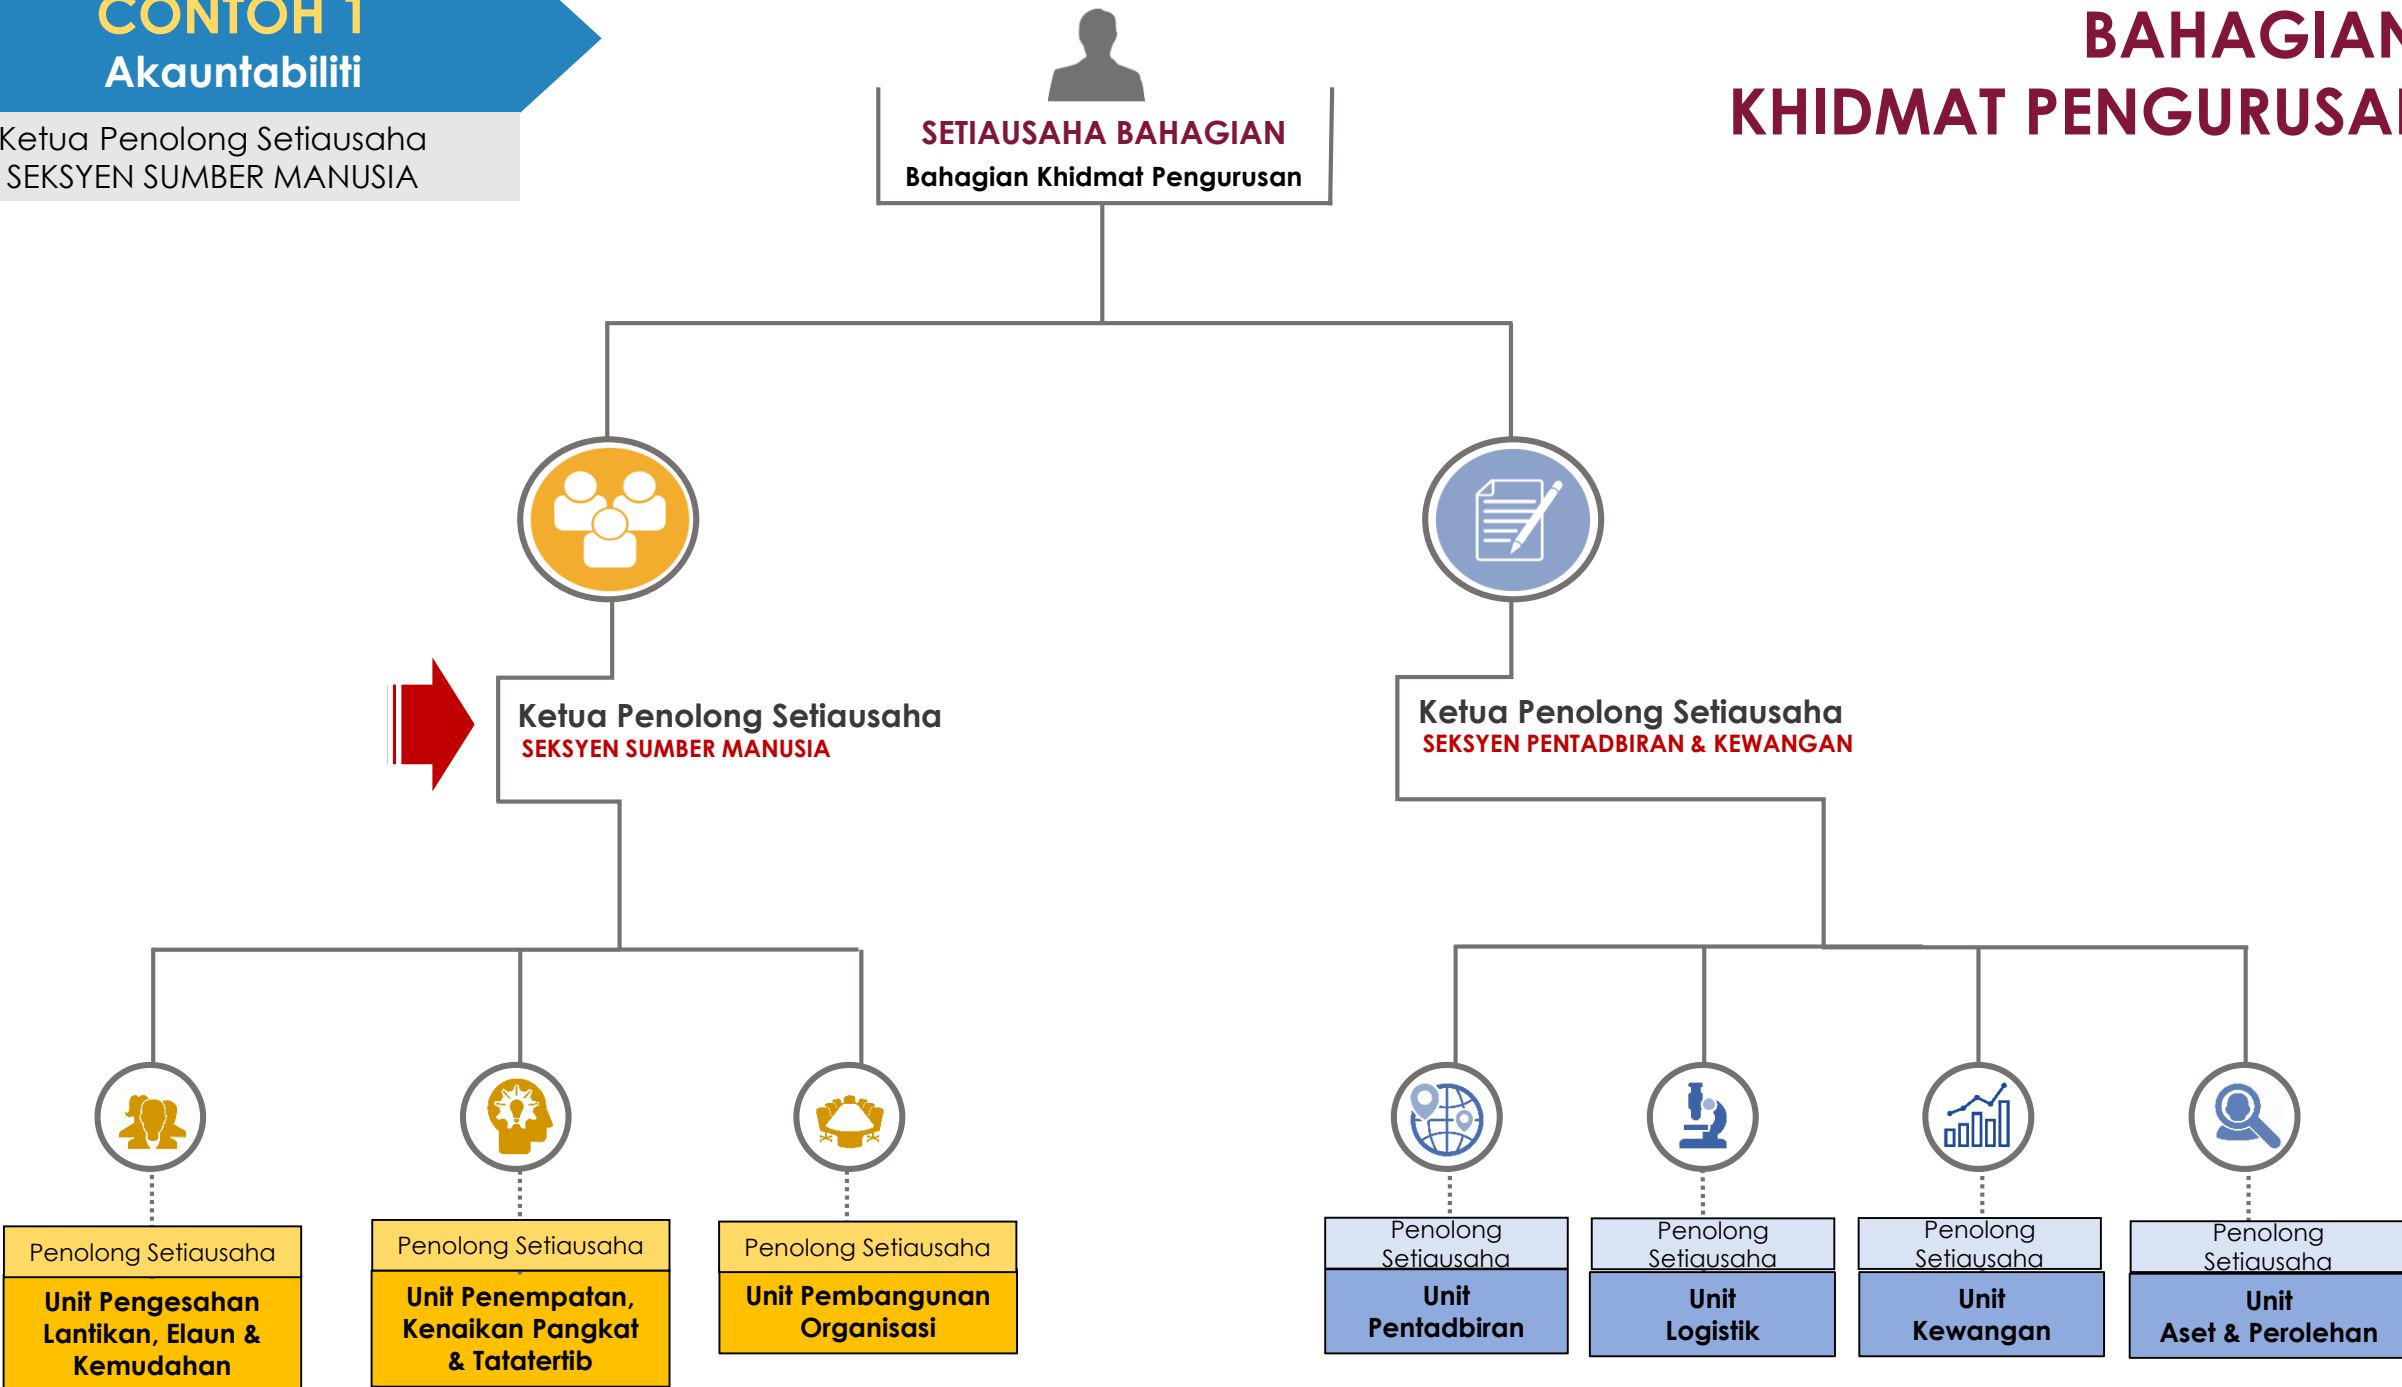 CONTOH 1
Akauntabiliti
Ketua Penolong Setiausaha
SEKSYEN SUMBER MANUSIA
BAHAGIAN
KHIDMAT PENGURUSAN
SETIAUSAHA BAHAGIAN
Bahagian Khidmat Pengurusan
Ketua Penolong Setiausaha
SEKSYEN SUMBER MANUSIA
Ketua Penolong Setiausaha
SEKSYEN PENTADBIRAN & KEWANGAN
Penolong Setiausaha
Unit Pengesahan
Lantikan, Elaun &
Kemudahan
Penolong Setiausaha
Unit Penempatan,
Kenaikan Pangkat
& Tatatertib
Penolong Setiausaha
Unit Pembangunan
Organisasi
Penolong
Setiausaha
Unit
Pentadbiran
Penolong
Setiausaha
Unit
Logistik
Penolong
Setiausaha
Unit
Kewangan
Penolong
Setiausaha
Unit
Aset & Perolehan